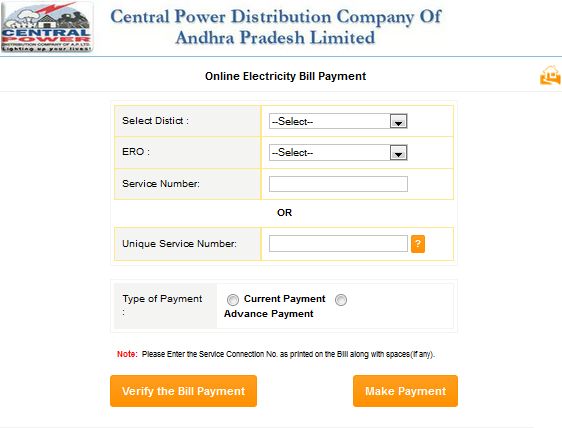 Central Power Distribution Company Of
Andhra Pradesh Limited
CENTRAL
POWER
DISTRIBUTION COMPANY OF A.P. LTD.
Lighting up your lives!
Online Electricity Bill Payment
Select Distict :
--Select--
ERO :
--Select--
Service Number:
OR
Unique Service Number:
?
Type of Payment
:
Current Payment
Advance Payment
Note: Please Enter the Service Connection No. as printed on the Bill along with spaces(if any).
Verify the Bill Payment
Make Payment